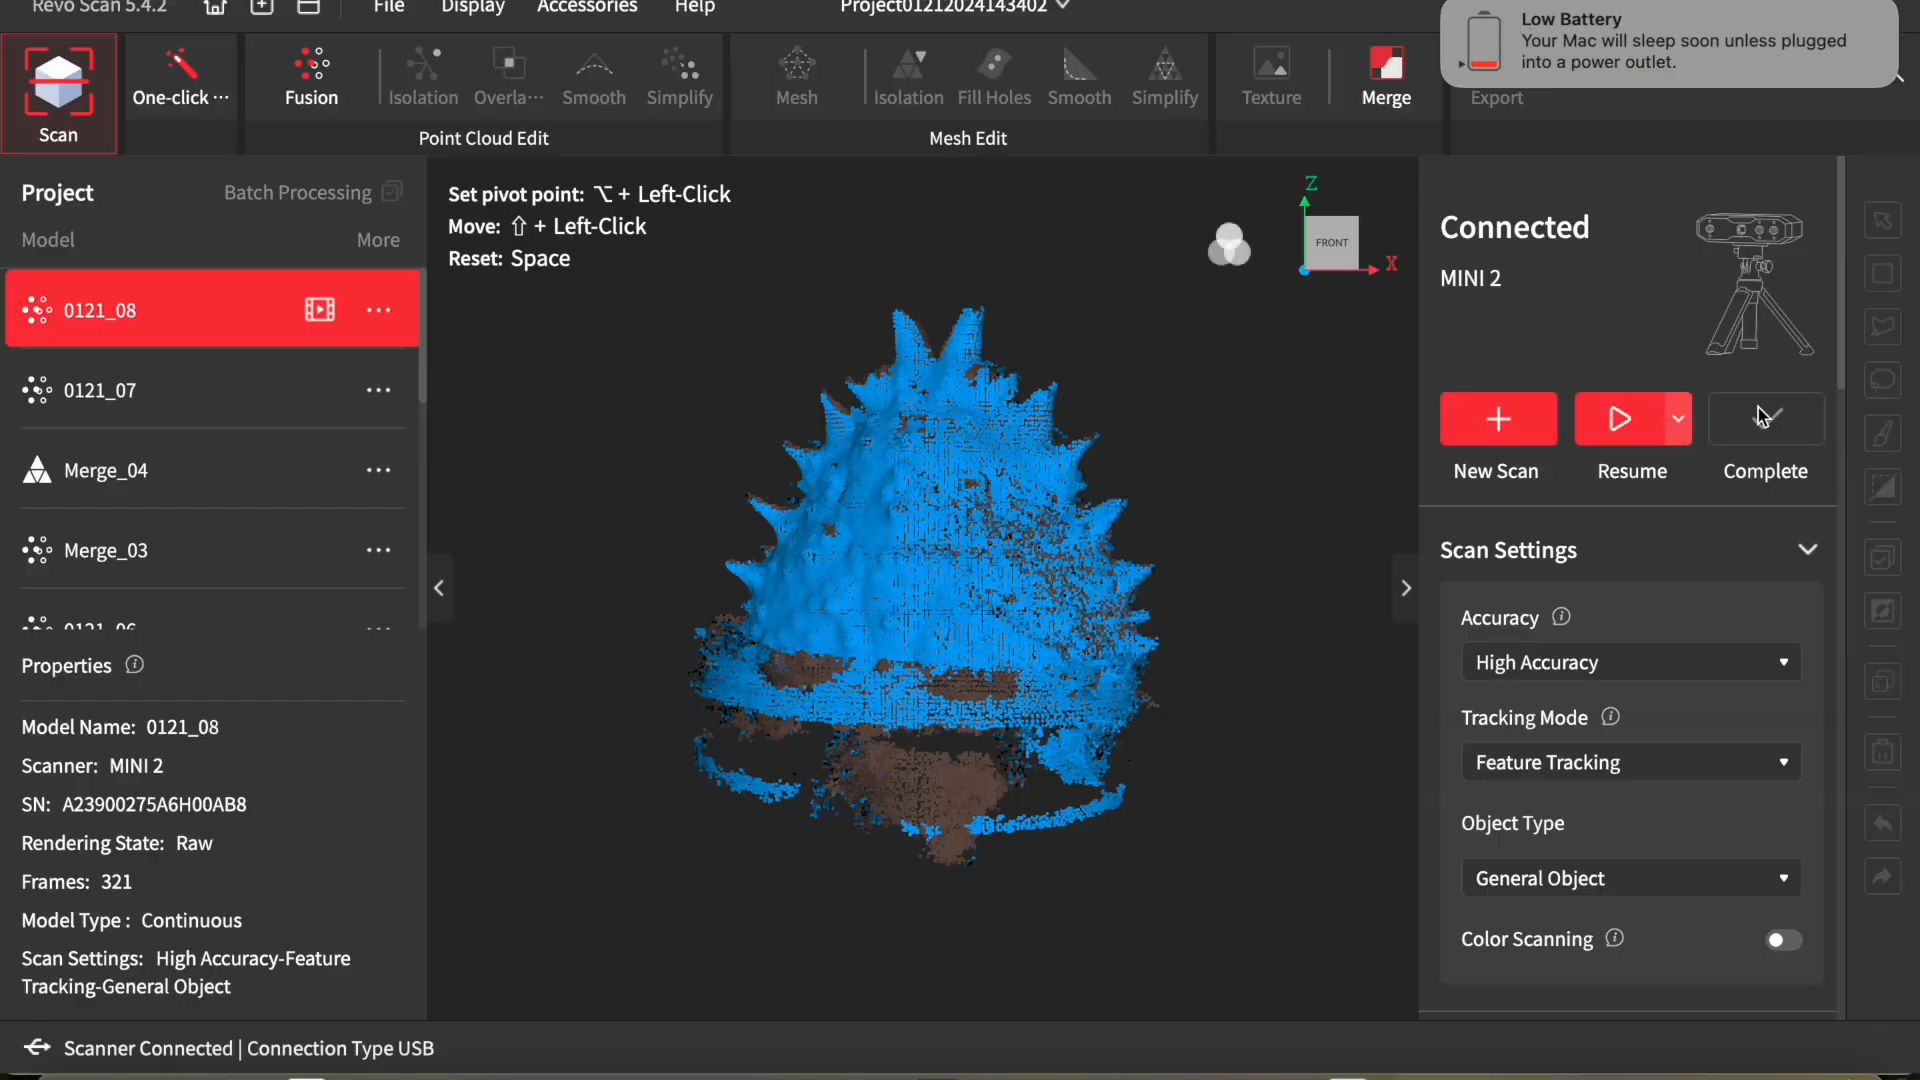 Revo Scan 5.4.2
File
Display
Accessories
Help
Project01212024143402
Low Battery
Your Mac will sleep soon unless plugged
into a power outlet.
Scan
One-click ···
Fusion
Isolation
Overla···
Smooth
Simplify
Point Cloud Edit
Mesh
Isolation
Fill Holes
Smooth
Simplify
Mesh Edit
Texture
Merge
Export
Project
Batch Processing
Model
More
0121_08
0121_07
Merge_04
Merge_03
0121_06
Properties
Model Name: 0121_08
Scanner: MINI 2
SN: A23900275A6H00AB8
Rendering State: Raw
Frames: 321
Model Type : Continuous
Scan Settings: High Accuracy-Feature
Tracking-General Object
Set pivot point: ⌥ + Left-Click
Move: ⇧ + Left-Click
Reset: Space
Z
FRONT
X
Connected
MINI 2
New Scan
Resume
Complete
Scan Settings
Accuracy
High Accuracy
Tracking Mode
Feature Tracking
Object Type
General Object
Color Scanning
Scanner Connected | Connection Type USB